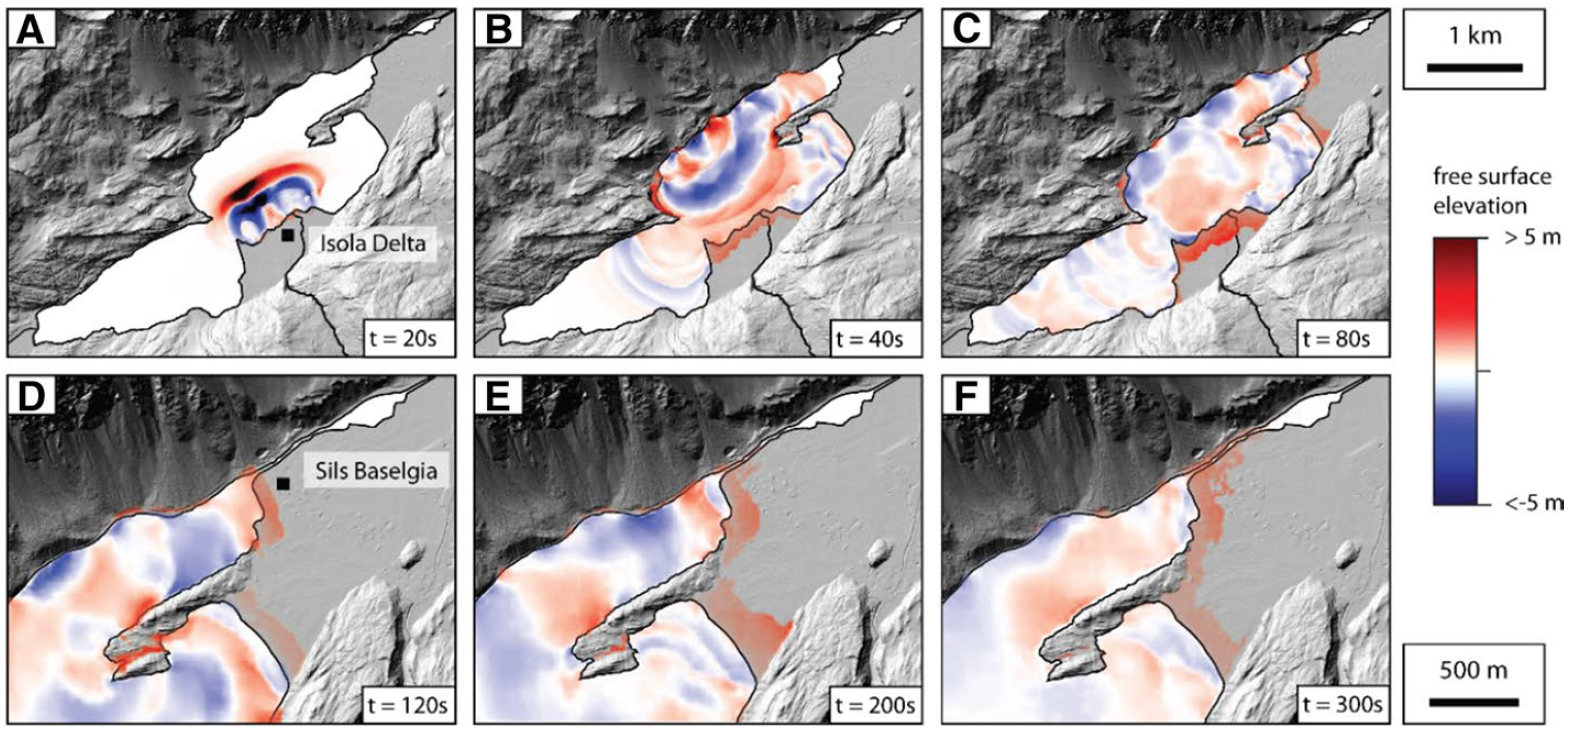 A
B
C
1 km
free surface
elevation
> 5 m
<-5 m
Isola Delta
t = 20s
t = 40s
t = 80s
D
E
F
Sils Baselgia
t = 120s
t = 200s
t = 300s
500 m